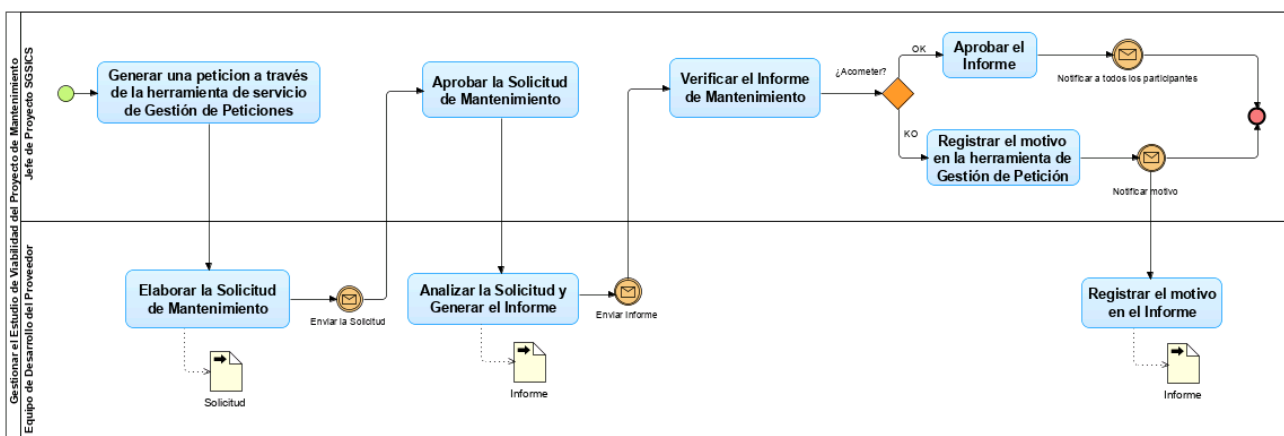 Gestionar el Estudio de Viabilidad del Proyecto de Mantenimiento
Jefe de Proyecto SGSICS
Generar una peticion a través
de la herramienta de servicio
de Gestión de Peticiones
Aprobar la Solicitud
de Mantenimiento
Verificar el Informe
de Mantenimiento
¿Acometer?
OK
Aprobar el
Informe
Notificar a todos los participantes
KO
Registrar el motivo
en la herramienta de
Gestión de Petición
Notificar motivo
Equipo de Desarrollo del Proveedor
Elaborar la Solicitud
de Mantenimiento
Enviar la Solicitud
Solicitud
Analizar la Solicitud y
Generar el Informe
Enviar Informe
Informe
Registrar el motivo
en el Informe
Informe